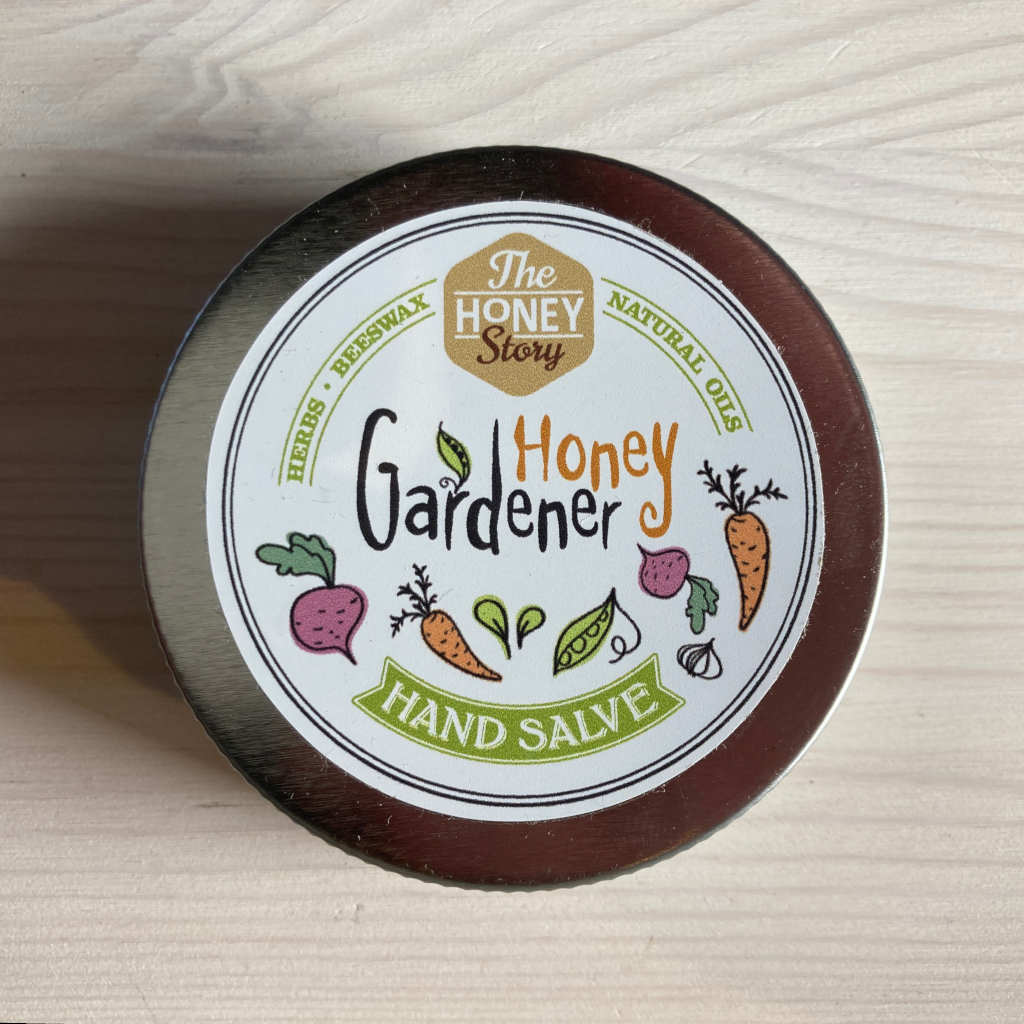 The
HONEY
Story
HERBS • BEESWAX
NATURAL OILS
Honey
Gardener
HAND SALVE